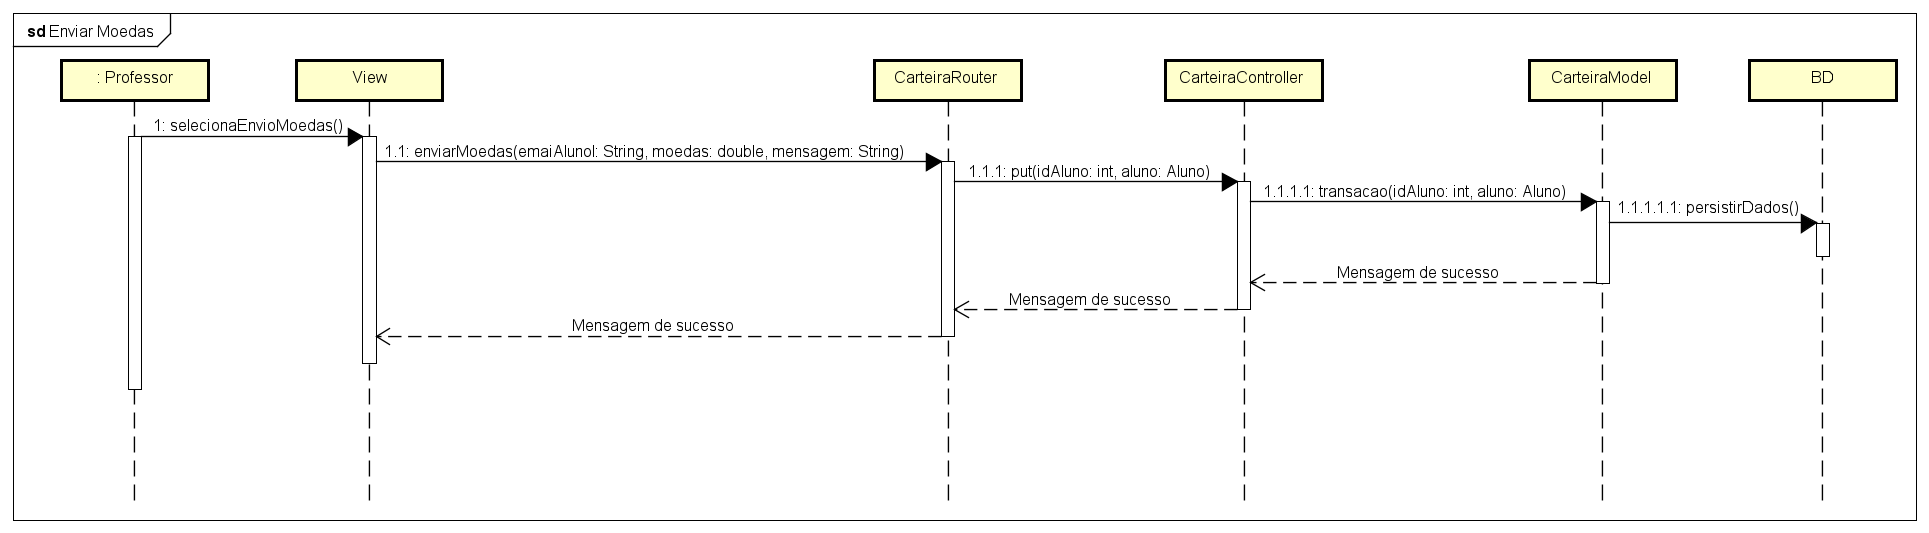 sd Enviar Moedas
: Professor
View
CarteiraRouter
CarteiraController
CarteiraModel
BD
1: selecionaEnvioMoedas()
1.1: enviarMoedas(emaiAlunol: String, moedas: double, mensagem: String)
1.1.1: put(idAluno: int, aluno: Aluno)
1.1.1.1: transacao(idAluno: int, aluno: Aluno)
1.1.1.1.1: persistirDados()
Mensagem de sucesso
Mensagem de sucesso
Mensagem de sucesso